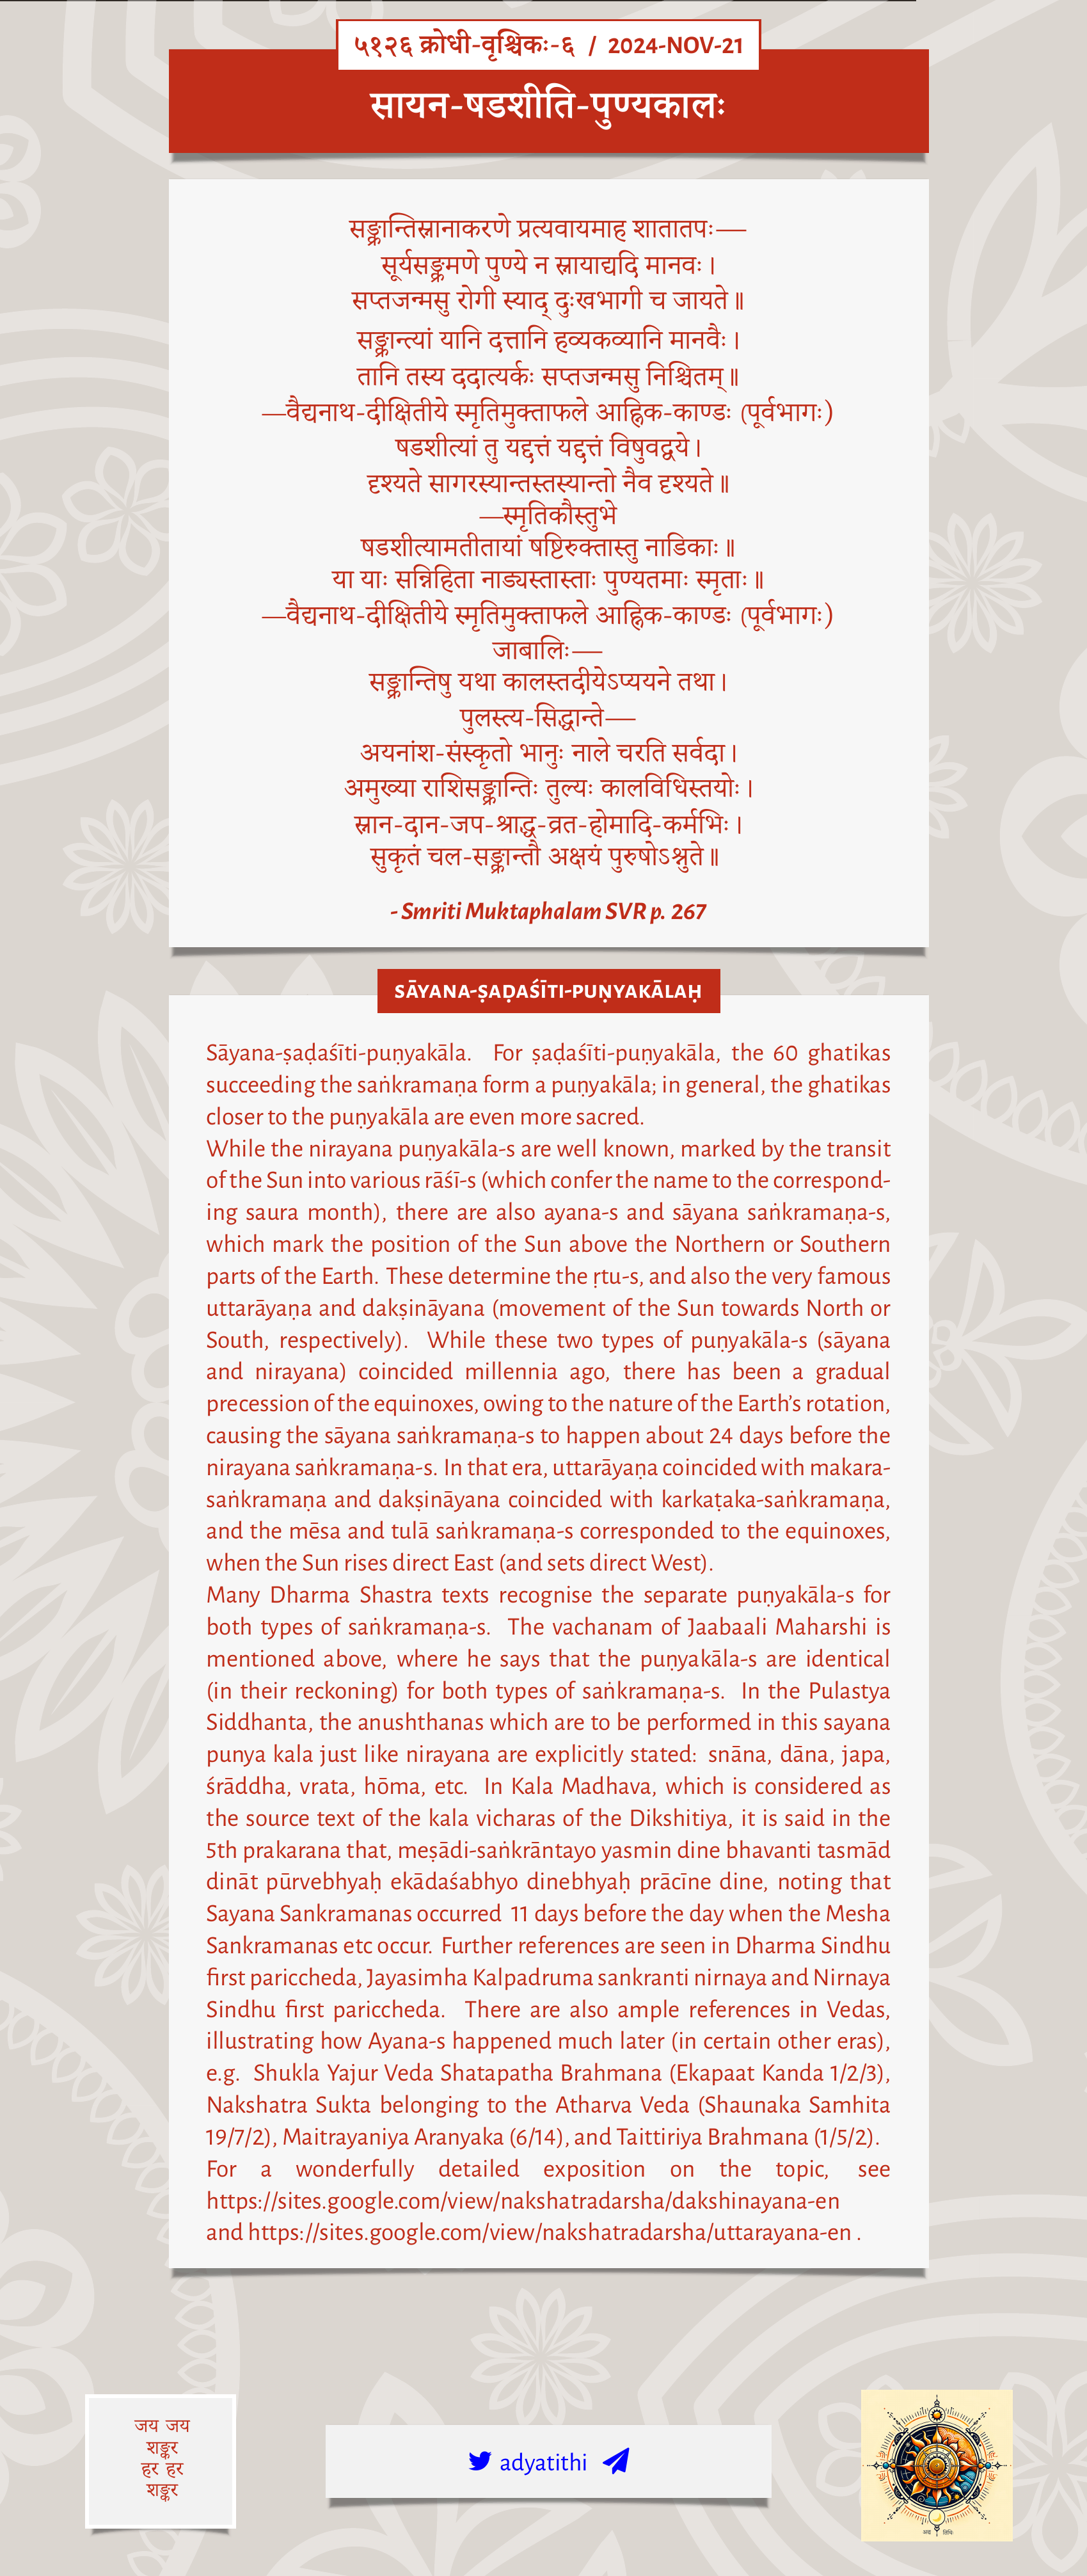 ५१२६ क्रोधी-वृश्चिकः-६ / 2024-NOV-21
सायन-षडशीति-पुण्यकालः
सङ्क्रान्तिस्नानाकरणे प्रत्यवायमाह शातातपः—
सूर्यसङ्क्रमणे पुण्ये न स्नायाद्यदि मानवः।
सप्तजन्मसु रोगी स्याद् दुःखभागी च जायते॥
सङ्क्रान्त्यां यानि दत्तानि हव्यकव्यानि मानवैः।
तानि तस्य ददात्यर्कः सप्तजन्मसु निश्चितम्॥
—वैद्यनाथ-दीक्षितीये स्मृतिमुक्ताफले आह्निक-काण्डः (पूर्वभागः)
षडशीत्यां तु यद्दत्तं यद्दत्तं विषुवद्वये।
दृश्यते सागरस्यान्तस्तस्यान्तो नैव दृश्यते॥
—स्मृतिकौस्तुभे
षडशीत्यामतीतायां षष्टिरुक्तास्तु नाडिकाः॥
या याः सन्निहिता नाड्यस्तास्ताः पुण्यतमाः स्मृताः॥
—वैद्यनाथ-दीक्षितीये स्मृतिमुक्ताफले आह्निक-काण्डः (पूर्वभागः)
जाबालिः—
सङ्क्रान्तिषु यथा कालस्तदीयेऽप्ययने तथा।
पुलस्त्य-सिद्धान्ते—
अयनांश-संस्कृतो भानुः नाले चरति सर्वदा।
अमुख्या राशिसङ्क्रान्तिः तुल्यः कालविधिस्तयोः।
स्नान-दान-जप-श्राद्ध-व्रत-होमादि-कर्मभिः।
सुकृतं चल-सङ्क्रान्तौ अक्षयं पुरुषोऽश्नुते॥
- Smriti Muktaphalam SVR p. 267
SĀYANA-ṢAḌAŚĪTI-PUṆYAKĀLAḤ
Sāyana-ṣaḍaśīti-puṇyakāla. For ṣaḍaśīti-puṇyakāla, the 60 ghatikas
succeeding the saṅkramaṇa form a puṇyakāla; in general, the ghatikas
closer to the puṇyakāla are even more sacred.
While the nirayana puṇyakāla-s are well known, marked by the transit
of the Sun into various rāśī-s (which confer the name to the correspond-
ing saura month), there are also ayana-s and sāyana saṅkramaṇa-s,
which mark the position of the Sun above the Northern or Southern
parts of the Earth. These determine the ṛtu-s, and also the very famous
uttarāyaṇa and dakṣiṇāyana (movement of the Sun towards North or
South, respectively). While these two types of puṇyakāla-s (sāyana
and nirayana) coincided millennia ago, there has been a gradual
precession of the equinoxes, owing to the nature of the Earth’s rotation,
causing the sāyana saṅkramaṇa-s to happen about 24 days before the
nirayana saṅkramaṇa-s. In that era, uttarāyaṇa coincided with makara-
saṅkramaṇa and dakṣiṇāyana coincided with karkaṭaka-saṅkramaṇa,
and the mēsa and tulā saṅkramaṇa-s corresponded to the equinoxes,
when the Sun rises direct East (and sets direct West).
Many Dharma Shastra texts recognise the separate puṇyakāla-s for
both types of saṅkramaṇa-s. The vachanam of Jaabaali Maharshi is
mentioned above, where he says that the puṇyakāla-s are identical
(in their reckoning) for both types of saṅkramaṇa-s. In the Pulastya
Siddhanta, the anushthanas which are to be performed in this sayana
punya kala just like nirayana are explicitly stated: snāna, dāna, japa,
śrāddha, vrata, hōma, etc. In Kala Madhava, which is considered as
the source text of the kala vicharas of the Dikshitiya, it is said in the
5th prakarana that, meṣādi-saṅkrāntayo yasmin dine bhavanti tasmād
dināt pūrvebhyaḥ ekādaśabhyo dinebhyaḥ prācīne dine, noting that
Sayana Sankramanas occurred 11 days before the day when the Mesha
Sankramanas etc occur. Further references are seen in Dharma Sindhu
first pariccheda, Jayasimha Kalpadruma sankranti nirnaya and Nirnaya
Sindhu first pariccheda. There are also ample references in Vedas,
illustrating how Ayana-s happened much later (in certain other eras),
e.g. Shukla Yajur Veda Shatapatha Brahmana (Ekapaat Kanda 1/2/3),
Nakshatra Sukta belonging to the Atharva Veda (Shaunaka Samhita
19/7/2), Maitrayaniya Aranyaka (6/14), and Taittiriya Brahmana (1/5/2).
For a wonderfully detailed exposition on the topic, see
https://sites.google.com/view/nakshatradarsha/dakshinayana-en
and https://sites.google.com/view/nakshatradarsha/uttarayana-en .
जय जय
शङ्कर
हर हर
शङ्कर
adyatithi